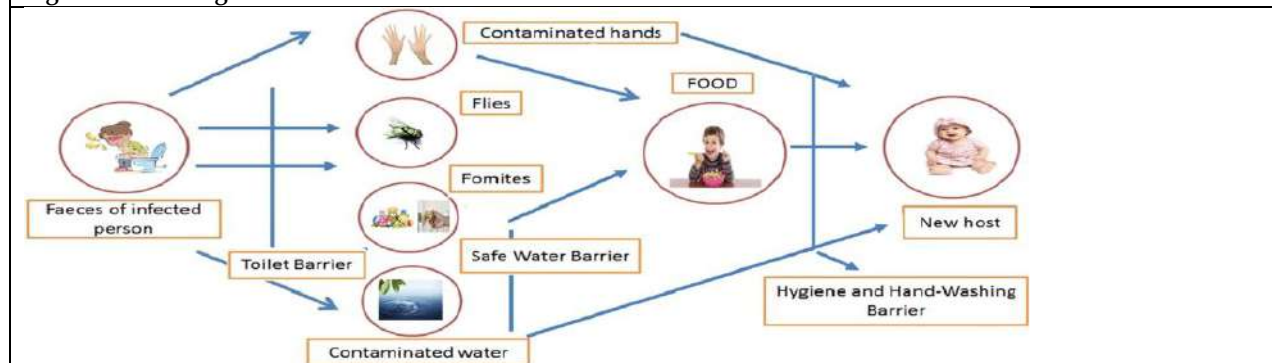 Contaminated hands
FOOD
Flies
Fomites
Faeces of infected
person
New host
Toilet Barrier
Safe Water Barrier
Hygiene and Hand-Washing
Barrier
Contaminated water